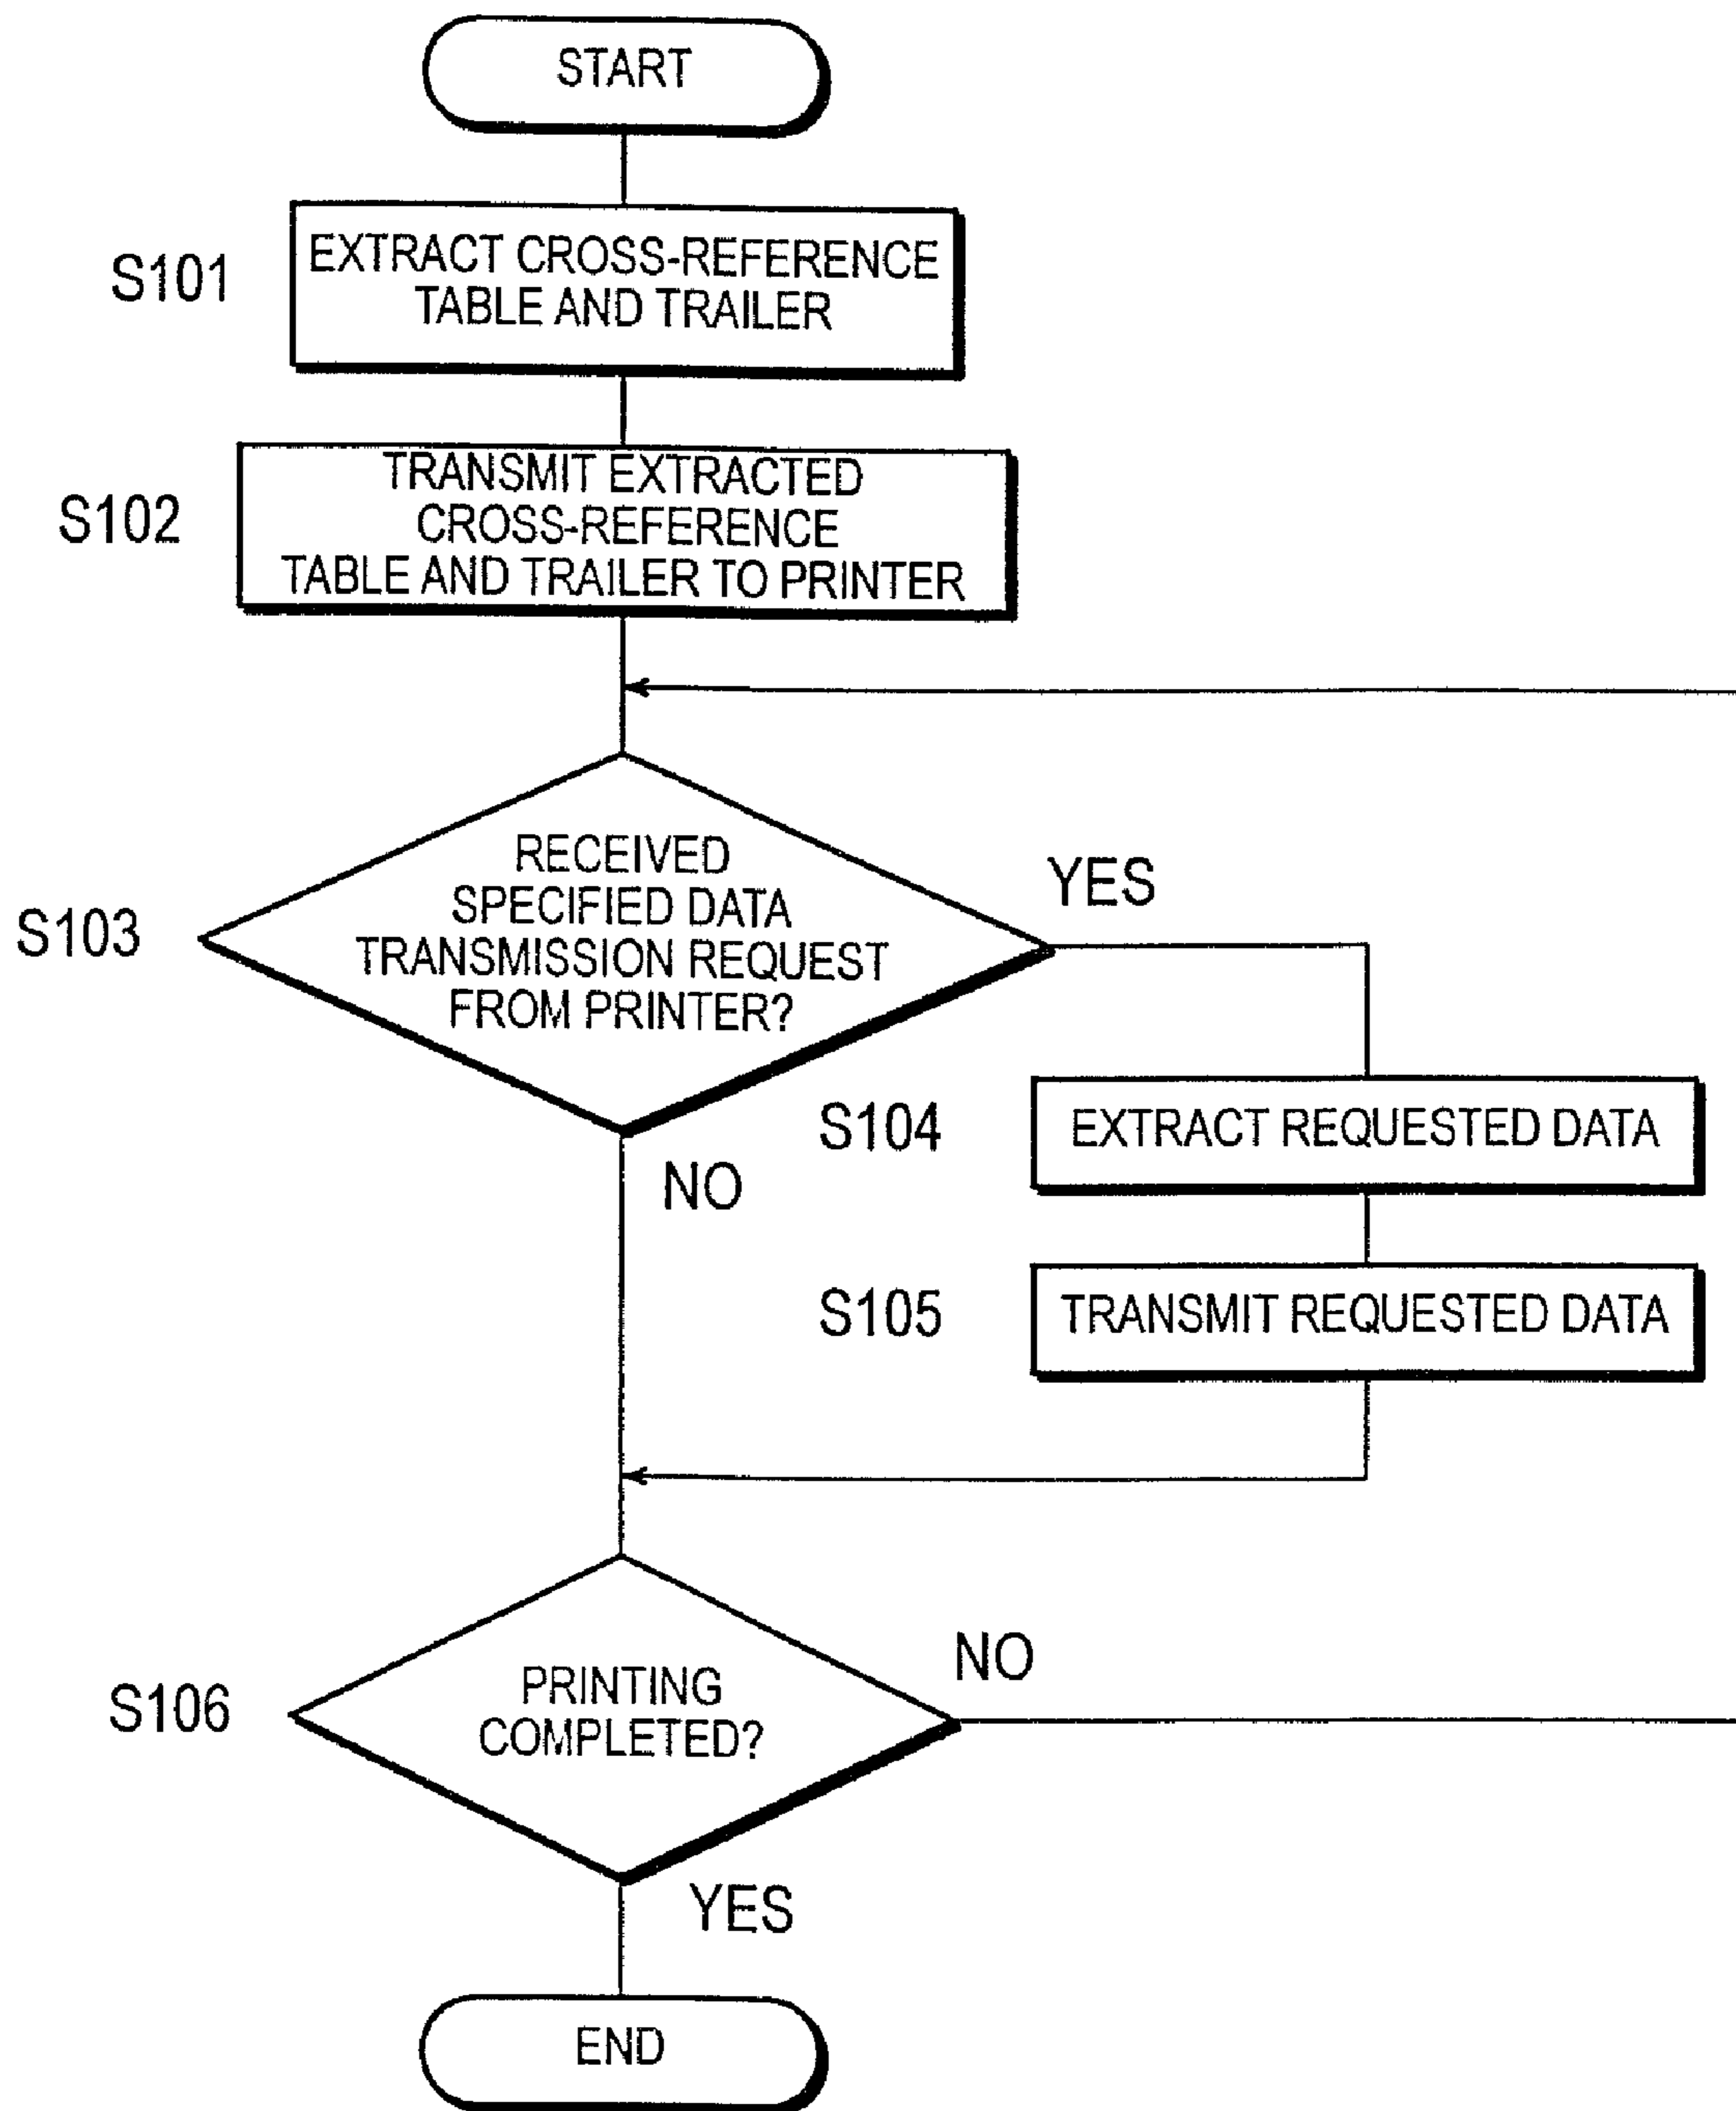 START
S101
EXTRACT CROSS-REFERENCE
TABLE AND TRAILER
S102
TRANSMIT EXTRACTED
CROSS-REFERENCE
TABLE AND TRAILER TO PRINTER
S103
RECEIVED
SPECIFIED DATA
TRANSMISSION REQUEST
FROM PRINTER?
YES
NO
S104
EXTRACT REQUESTED DATA
S105
TRANSMIT REQUESTED DATA
S106
PRINTING
COMPLETED?
NO
YES
END